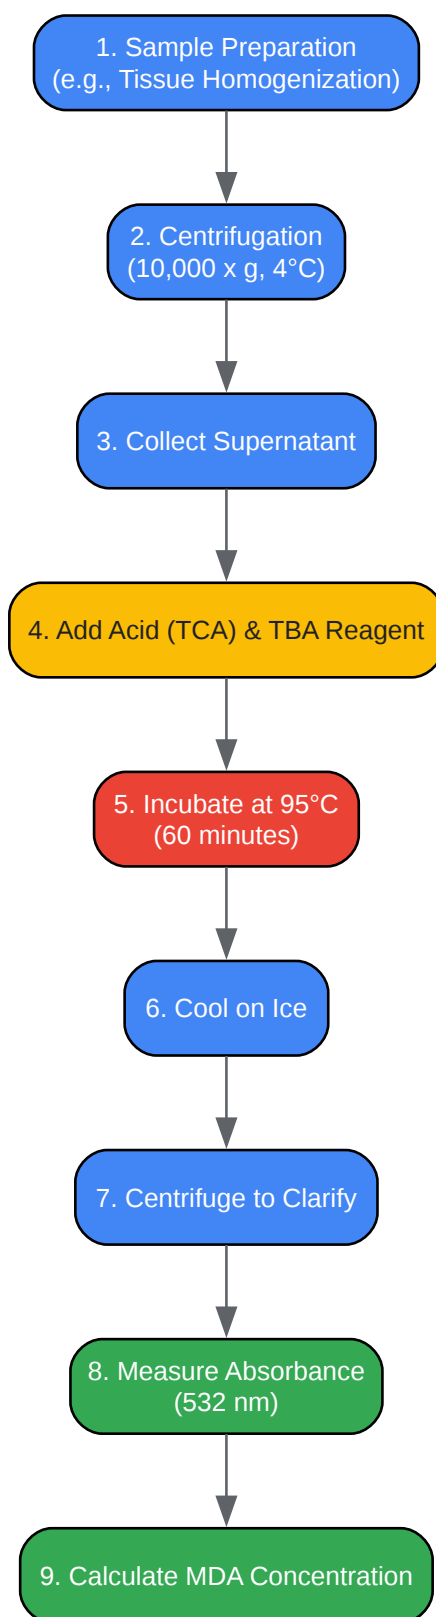 1. Sample Preparation
(e.g., Tissue Homogenization)
2. Centrifugation
(10,000 x g, 4°C)
3. Collect Supernatant
4. Add Acid (TCA) & TBA Reagent
5. Incubate at 95°C
(60 minutes)
6. Cool on Ice
7. Centrifuge to Clarify
8. Measure Absorbance
(532 nm)
9. Calculate MDA Concentration